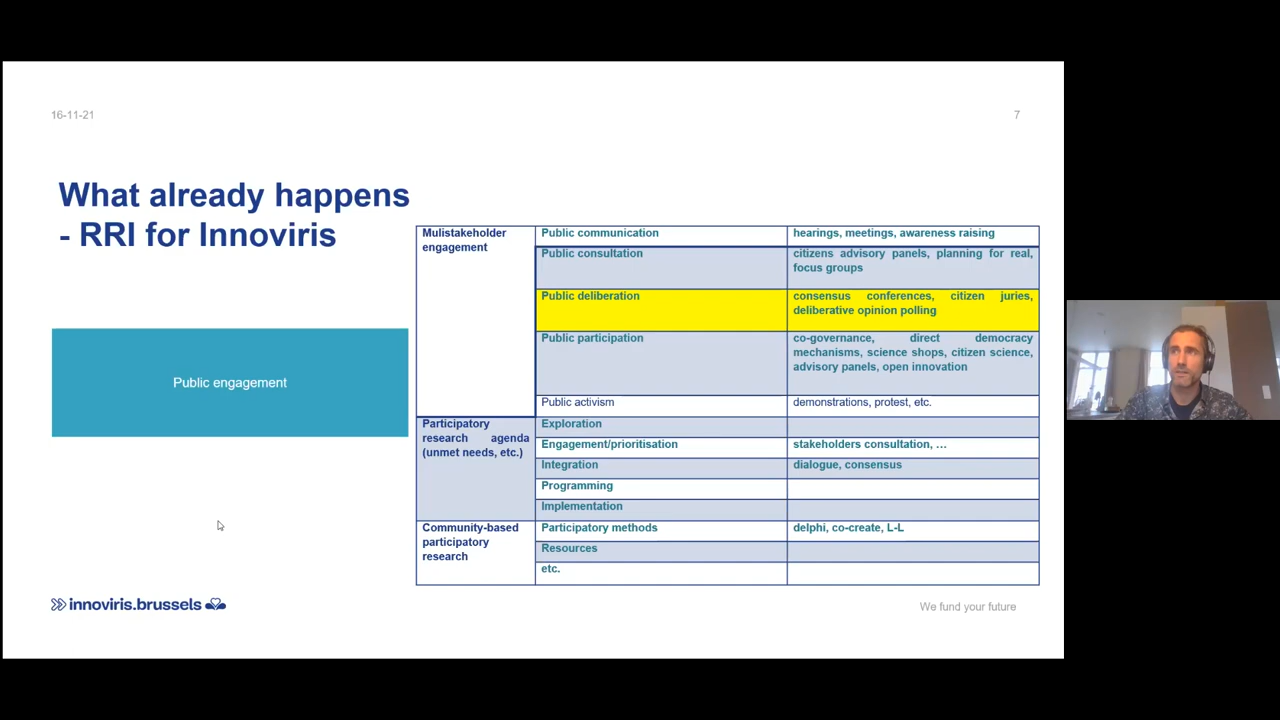 16-11-21
7
What already happens
- RRI for Innoviris
Public engagement
Mulistakeholder
engagement
Public communication
hearings, meetings, awareness raising
Public consultation
citizens advisory panels, planning for real,
focus groups
Public deliberation
consensus conferences, citizen juries,
deliberative opinion polling
Public participation
co-governance, direct democracy
mechanisms, science shops, citizen science,
advisory panels, open innovation
Public activism
demonstrations, protest, etc.
Participatory
research agenda
(unmet needs, etc.)
Exploration
Engagement/prioritisation
stakeholders consultation, …
Integration
dialogue, consensus
Programming
Implementation
Community-based
participatory
research
Participatory methods
delphi, co-create, L-L
Resources
etc.
innoviris.brussels
We fund your future